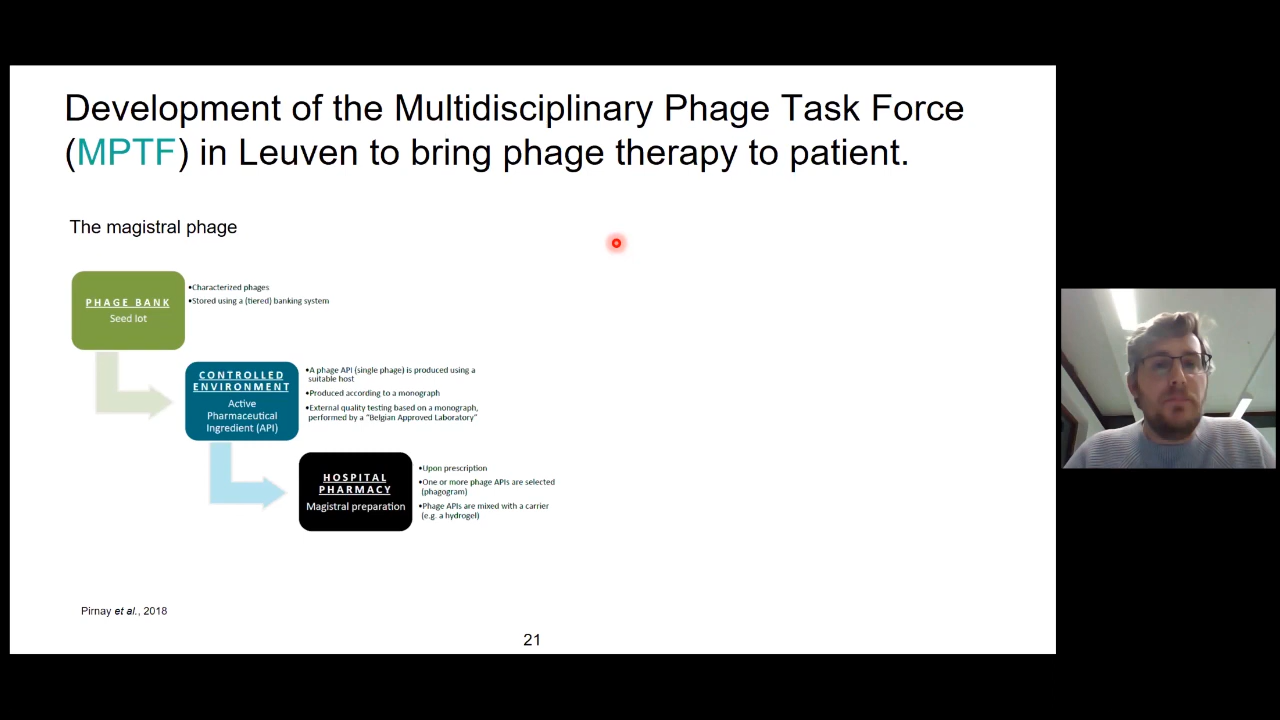 Development of the Multidisciplinary Phage Task Force
(MPTF) in Leuven to bring phage therapy to patient.
The magistral phage
PHAGE BANK
Seed lot
•Characterized phages
•Stored using a (tiered) banking system
CONTROLLED
ENVIRONMENT
Active
Pharmaceutical
Ingredient (API)
•A phage API (single phage) is produced using a
suitable host
•Produced according to a monograph
•External quality testing based on a monograph,
performed by a "Belgian Approved Laboratory"
HOSPITAL
PHARMACY
Magistral preparation
•Upon prescription
•One or more phage APIs are selected
(phagogram)
•Phage APIs are mixed with a carrier
(e.g. a hydrogel)
Pirnay et al., 2018
21